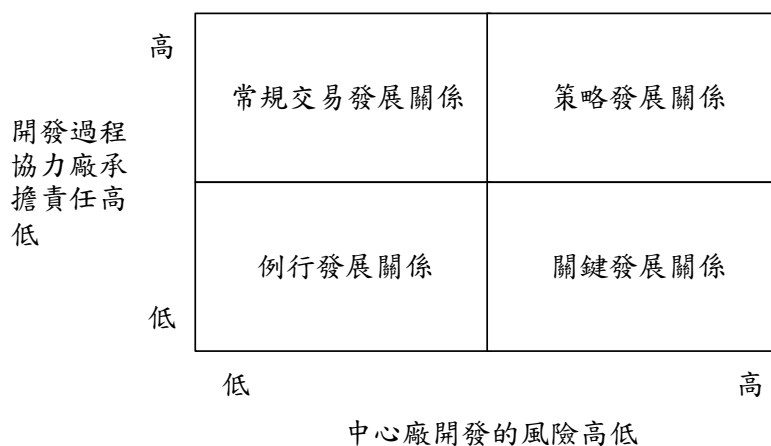 高
常規交易發展關係
策略發展關係
開發過程
協力廠承
擔責任高
低
例行發展關係
關鍵發展關係
低
低
高
中心廠開發的風險高低